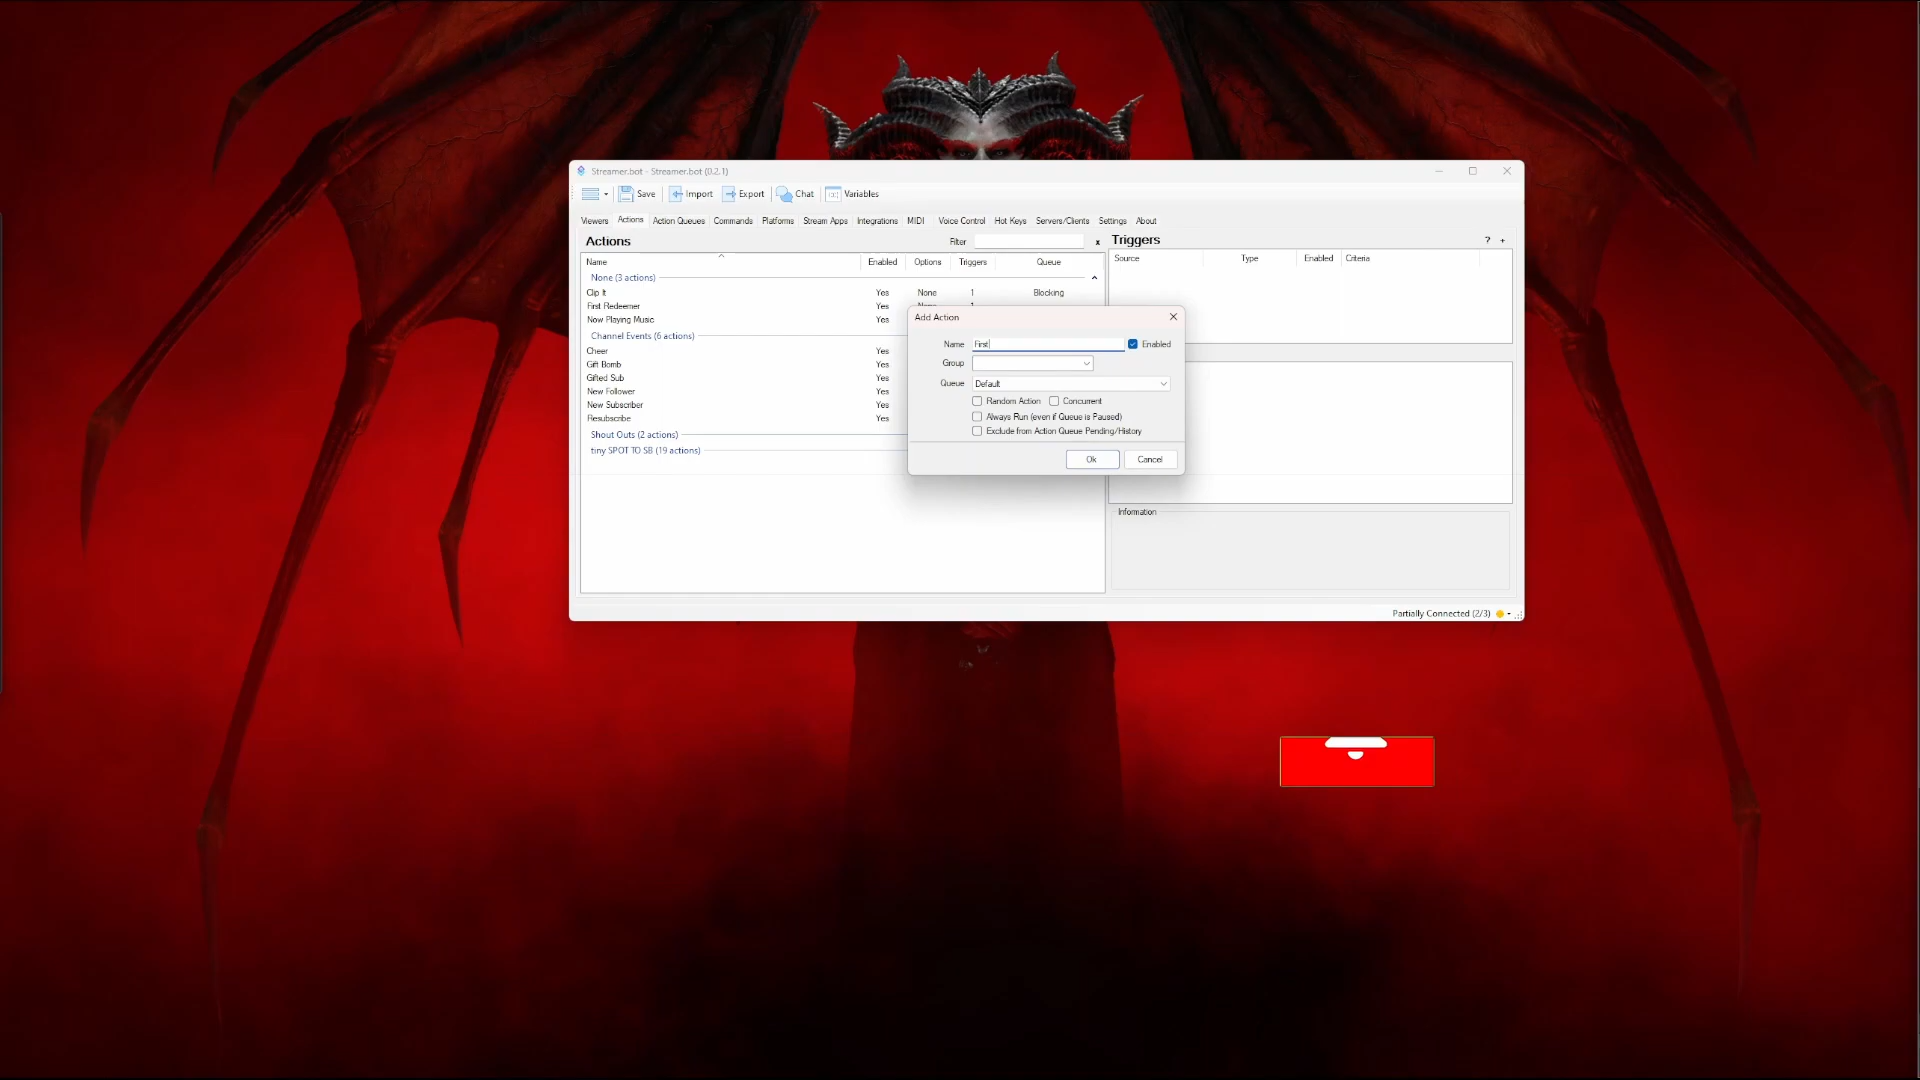 Streamer.bot - Streamer.bot (0.2.1)
Save Import Export Chat Variables
Viewers Actions Action Queues Commands Platforms Stream Apps Integrations MIDI Voice Control Hot Keys Servers/Clients Settings About
Actions Filter x Triggers ? +
Name Enabled Options Triggers Queue Source Type Enabled Criteria
None (3 actions)
Clip It Yes None 1 Blocking
First Redeemer Yes
Now Playing Music Yes
Channel Events (6 actions)
Cheer Yes
Gift Bomb Yes
Gifted Sub Yes
New Follower Yes
New Subscriber Yes
Resubscribe Yes
Shout Outs (2 actions)
tiny SPOT TO SB (19 actions)
Add Action
Name First Enabled
Group
Queue Default
Random Action Concurrent
Always Run (even if Queue is Paused)
Exclude from Action Queue Pending/History
Ok Cancel
Information
Partially Connected (2/3)